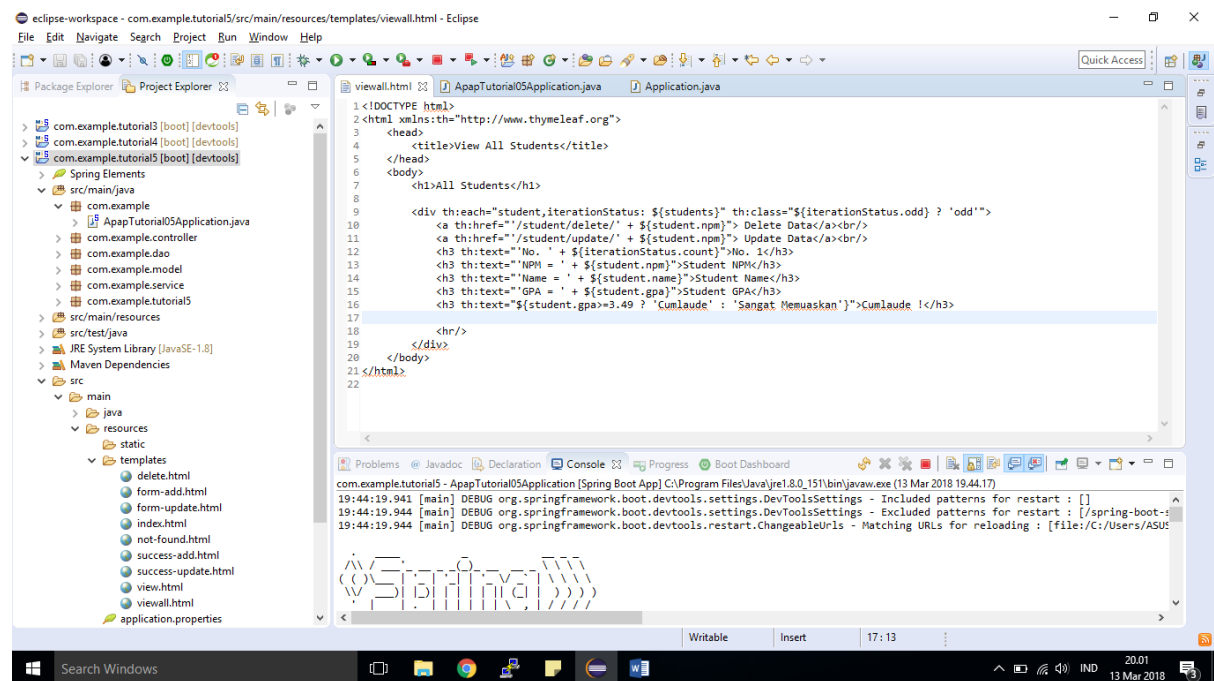 eclipse-workspace - com.example.tutorial5/src/main/resources/templates/viewall.html - Eclipse
File Edit Navigate Search Project Run Window Help
Quick Access
Package Explorer Project Explorer
viewall.html ApapTutorial05Application.java Application.java
com.example.tutorial3 [boot] [devtools]
com.example.tutorial4 [boot] [devtools]
com.example.tutorial5 [boot] [devtools]
Spring Elements
src/main/java
com.example
ApapTutorial05Application.java
com.example.controller
com.example.dao
com.example.model
com.example.service
com.example.tutorial5
src/main/resources
src/test/java
JRE System Library [JavaSE-1.8]
Maven Dependencies
src
main
java
resources
static
templates
delete.html
form-add.html
form-update.html
index.html
not-found.html
success-add.html
success-update.html
view.html
viewall.html
application.properties
1 <!DOCTYPE html>
2 <html xmlns:th="http://www.thymeleaf.org">
3 <head>
4 <title>View All Students</title>
5 </head>
6 <body>
7 <h1>All Students</h1>
8
9 <div th:each="student,iterationStatus: ${students}" th:class="${iterationStatus.odd} ? 'odd'">
10 <a th:href="'/student/delete/' + ${student.npm}"> Delete Data</a><br/>
11 <a th:href="'/student/update/' + ${student.npm}"> Update Data</a><br/>
12 <h3 th:text="'No. ' + ${iterationStatus.count}">No. 1</h3>
13 <h3 th:text="'NPM = ' + ${student.npm}">Student NPM</h3>
14 <h3 th:text="'Name = ' + ${student.name}">Student Name</h3>
15 <h3 th:text="'GPA = ' + ${student.gpa}">Student GPA</h3>
16 <h3 th:text="${student.gpa>=3.49 ? 'Cumlaude' : 'Sangat Memuaskan'}">Cumlaude !</h3>
17
18 <hr/>
19 </div>
20 </body>
21 </html>
22
Problems Javadoc Declaration Console Progress Boot Dashboard
com.example.tutorial5 - ApapTutorial05Application [Spring Boot App] C:\Program Files\Java\jre1.8.0_151\bin\javaw.exe (13 Mar 2018 19.44.17)
19:44:19.941 [main] DEBUG org.springframework.boot.devtools.settings.DevToolsSettings - Included patterns for restart : []
19:44:19.944 [main] DEBUG org.springframework.boot.devtools.settings.DevToolsSettings - Excluded patterns for restart : [/spring-boot-s
19:44:19.944 [main] DEBUG org.springframework.boot.devtools.restart.ChangeableUrls - Matching URLs for reloading : [file:/C:/Users/ASUS
Spring
Writable Insert 17 : 13
Search Windows
IND
20.01
13 Mar 2018
3